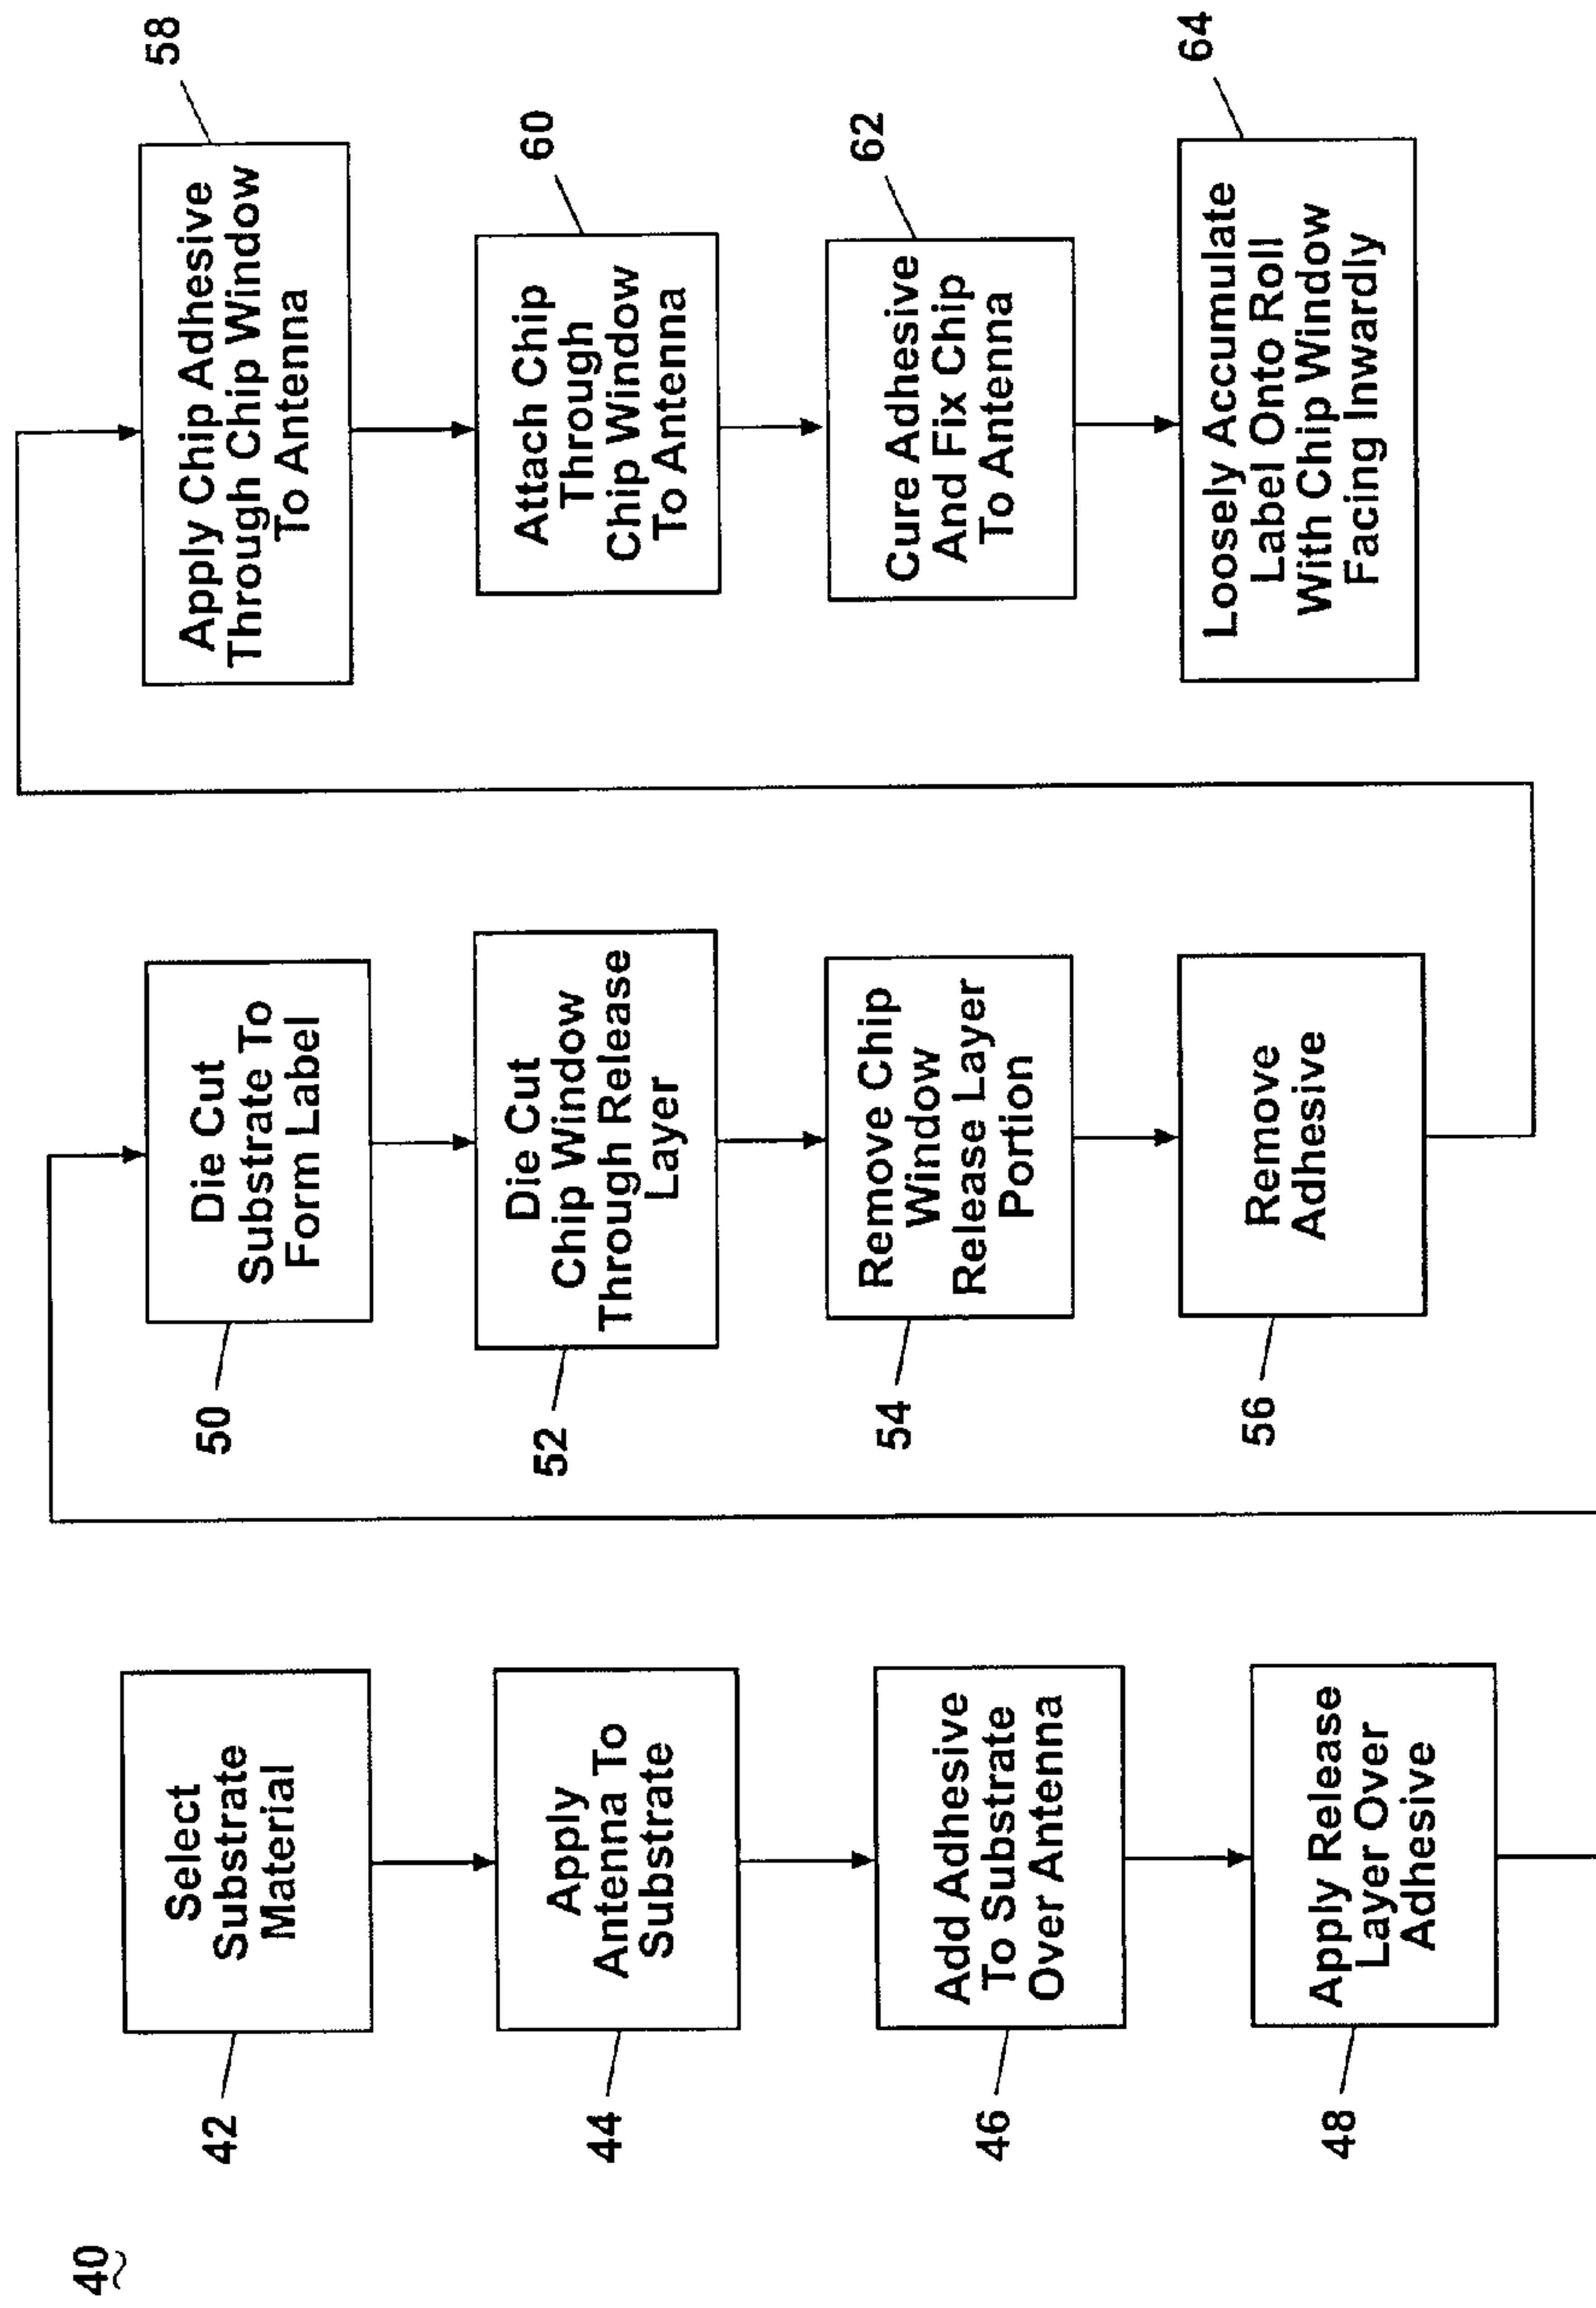 40
42
Select
Substrate
Material
44
Apply
Antenna To
Substrate
46
Add Adhesive
To Substrate
Over Antenna
48
Apply Release
Layer Over
Adhesive
50
Die Cut
Substrate To
Form Label
52
Die Cut
Chip Window
Through Release
Layer
54
Remove Chip
Window
Release Layer
Portion
56
Remove
Adhesive
58
Apply Chip Adhesive
Through Chip Window
To Antenna
60
Attach Chip
Through
Chip Window
To Antenna
62
Cure Adhesive
And Fix Chip
To Antenna
64
Loosely Accumulate
Label Onto Roll
With Chip Window
Facing Inwardly